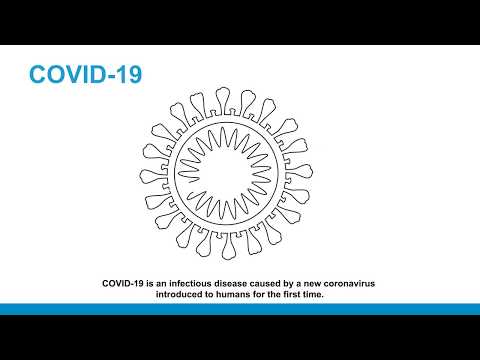 COVID-19
COVID-19 is an infectious disease caused by a new coronavirus
introduced to humans for the first time.